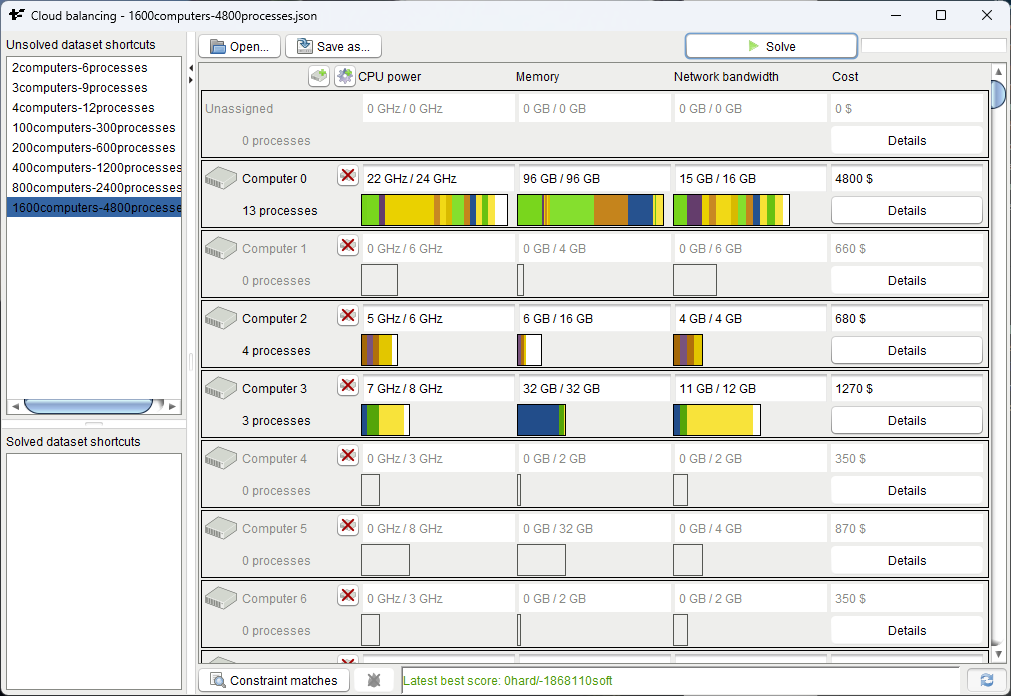 Cloud balancing - 1600computers-4800processes.json
Unsolved dataset shortcuts
2computers-6processes
3computers-9processes
4computers-12processes
100computers-300processes
200computers-600processes
400computers-1200processes
800computers-2400processes
1600computers-4800processe
Solved dataset shortcuts
Open... Save as... Solve
CPU power Memory Network bandwidth Cost
Unassigned 0 GHz / 0 GHz 0 GB / 0 GB 0 GB / 0 GB 0 $
0 processes Details
Computer 0 22 GHz / 24 GHz 96 GB / 96 GB 15 GB / 16 GB 4800 $
13 processes Details
Computer 1 0 GHz / 6 GHz 0 GB / 4 GB 0 GB / 6 GB 660 $
0 processes Details
Computer 2 5 GHz / 6 GHz 6 GB / 16 GB 4 GB / 4 GB 680 $
4 processes Details
Computer 3 7 GHz / 8 GHz 32 GB / 32 GB 11 GB / 12 GB 1270 $
3 processes Details
Computer 4 0 GHz / 3 GHz 0 GB / 2 GB 0 GB / 2 GB 350 $
0 processes Details
Computer 5 0 GHz / 8 GHz 0 GB / 32 GB 0 GB / 4 GB 870 $
0 processes Details
Computer 6 0 GHz / 3 GHz 0 GB / 2 GB 0 GB / 2 GB 350 $
0 processes Details
Constraint matches Latest best score: 0hard/-1868110soft